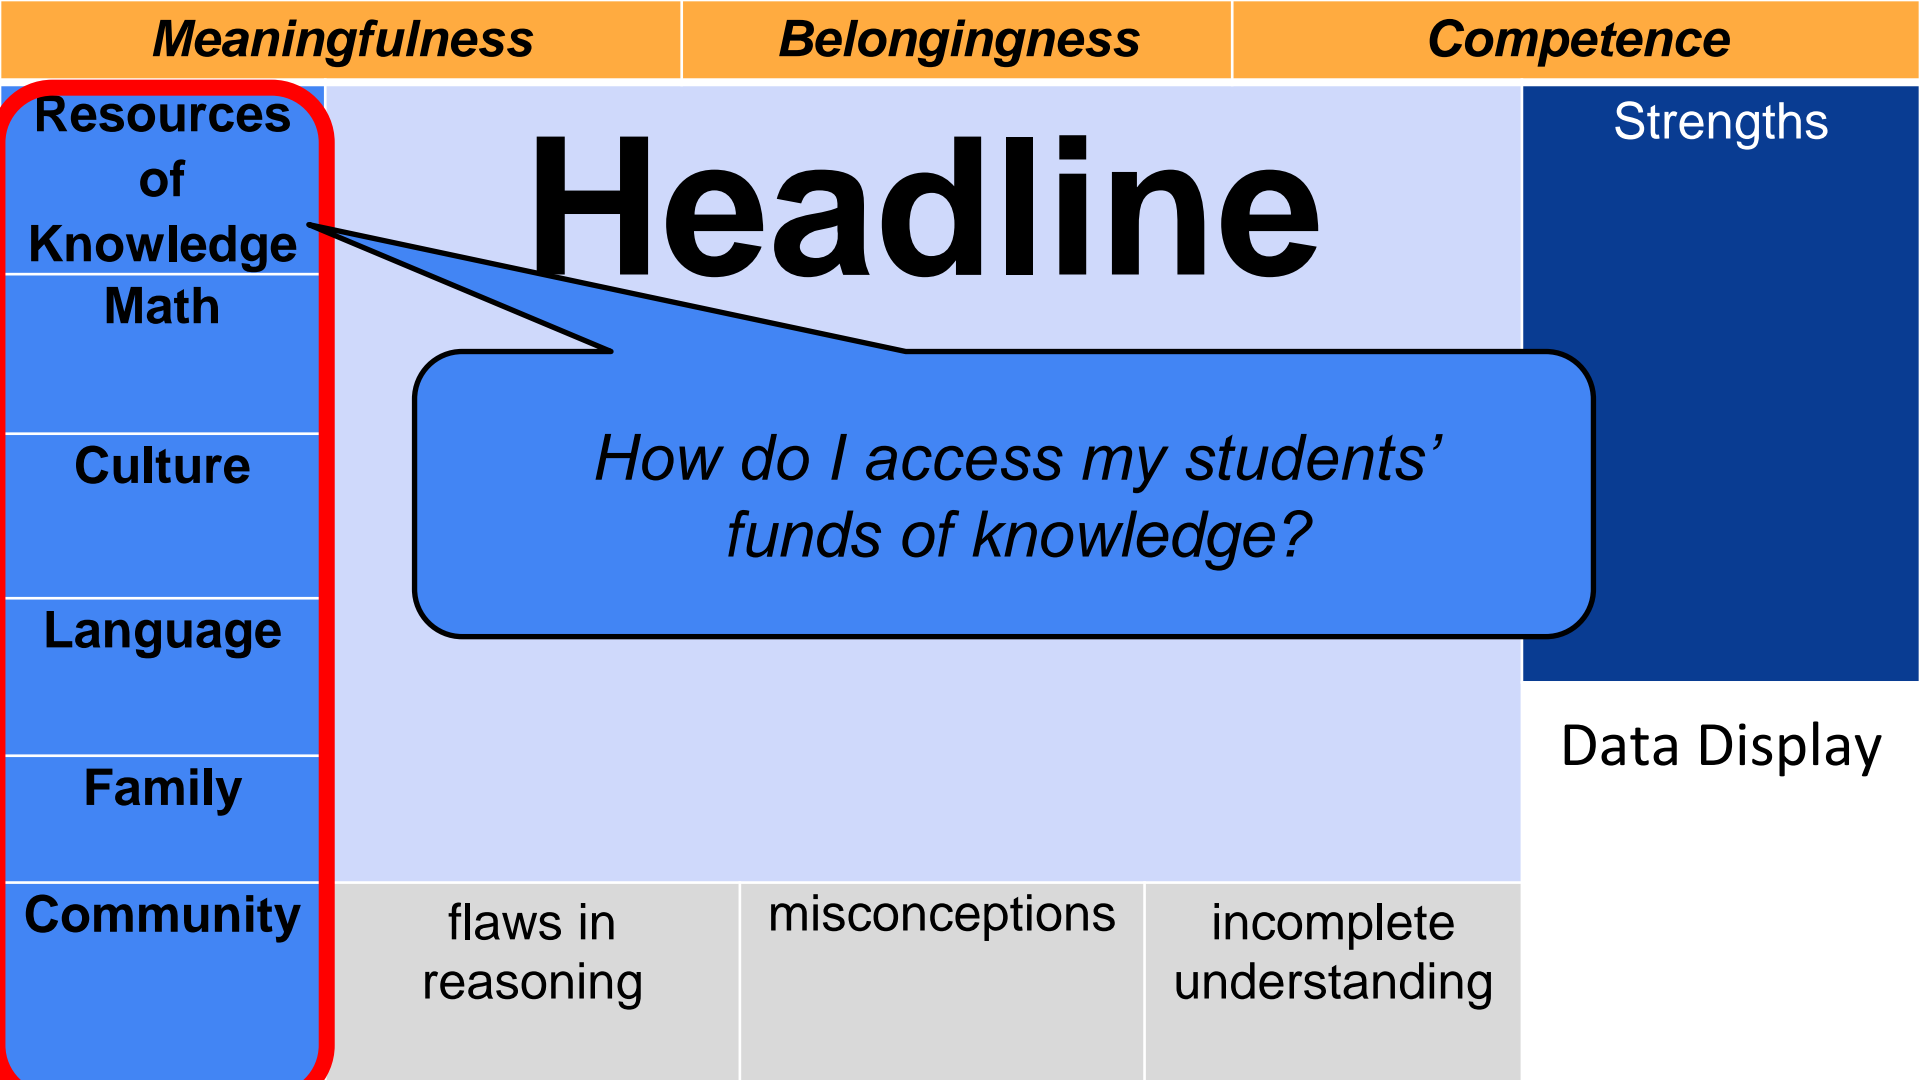 Meaningfulness
Belongingness
Competence
Resources
of
Knowledge
Math
Culture
Language
Family
Community
Headline
How do I access my students’
funds of knowledge?
Strengths
Data Display
flaws in
reasoning
misconceptions
incomplete
understanding